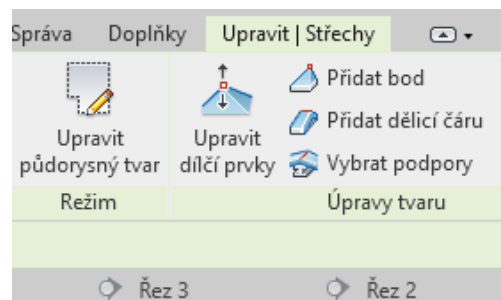 Správa Doplňky Upravit | Střechy
Upravit půdorysný tvar
Upravit dílčí prvky
Přidat bod
Přidat dělicí čáru
Vybrat podpory
Režim Úpravy tvaru
Řez 3 Řez 2